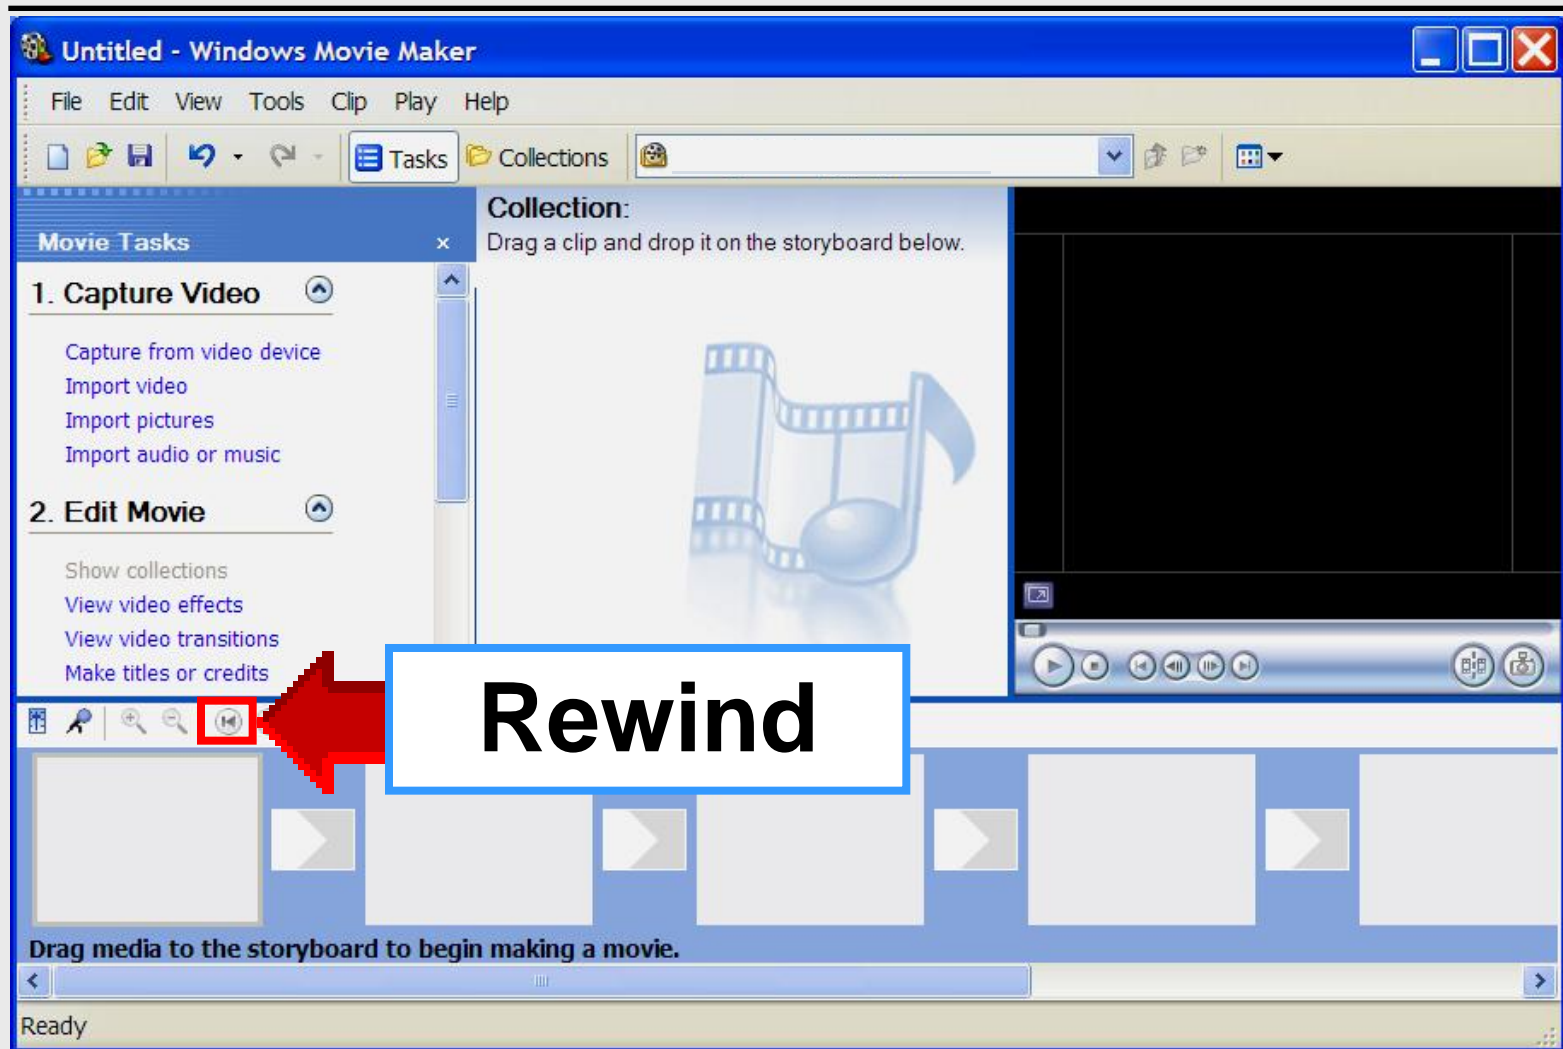 Untitled - Windows Movie Maker
File Edit View Tools Clip Play Help
Tasks Collections
Movie Tasks
Collection:
Drag a clip and drop it on the storyboard below.
1. Capture Video
Capture from video device
Import video
Import pictures
Import audio or music
2. Edit Movie
Show collections
View video effects
View video transitions
Make titles or credits
Rewind
Drag media to the storyboard to begin making a movie.
Ready